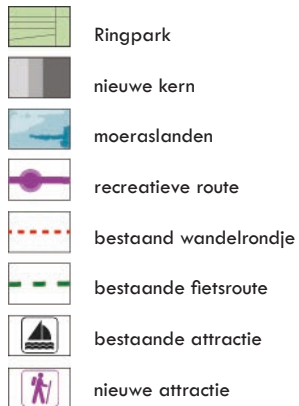 Ringpark
nieuwe kern
moeraslanden
recreatieve route
bestaand wandelrondje
bestaande fietsroute
bestaande attractie
nieuwe attractie